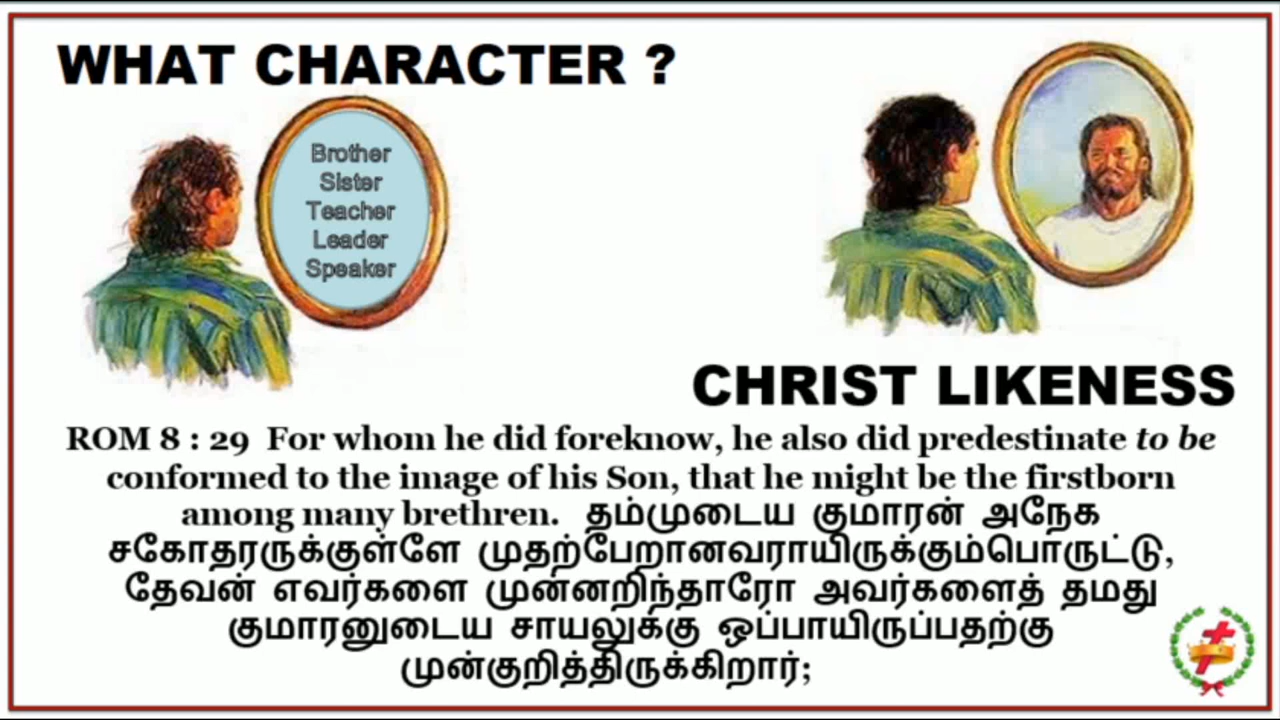 WHAT CHARACTER ?
Brother
Sister
Teacher
Leader
Speaker
CHRIST LIKENESS
ROM 8 : 29 For whom he did foreknow, he also did predestinate to be
conformed to the image of his Son, that he might be the firstborn
among many brethren. தம்முடைய குமாரன் அநேக
சகோதரருக்குள்ளே முதற்பேறானவராயிருக்கும்பொருட்டு,
தேவன் எவர்களை முன்னறிந்தாரோ அவர்களைத் தமது
குமாரனுடைய சாயலுக்கு ஒப்பாயிருப்பதற்கு
முன்குறித்திருக்கிறார்;